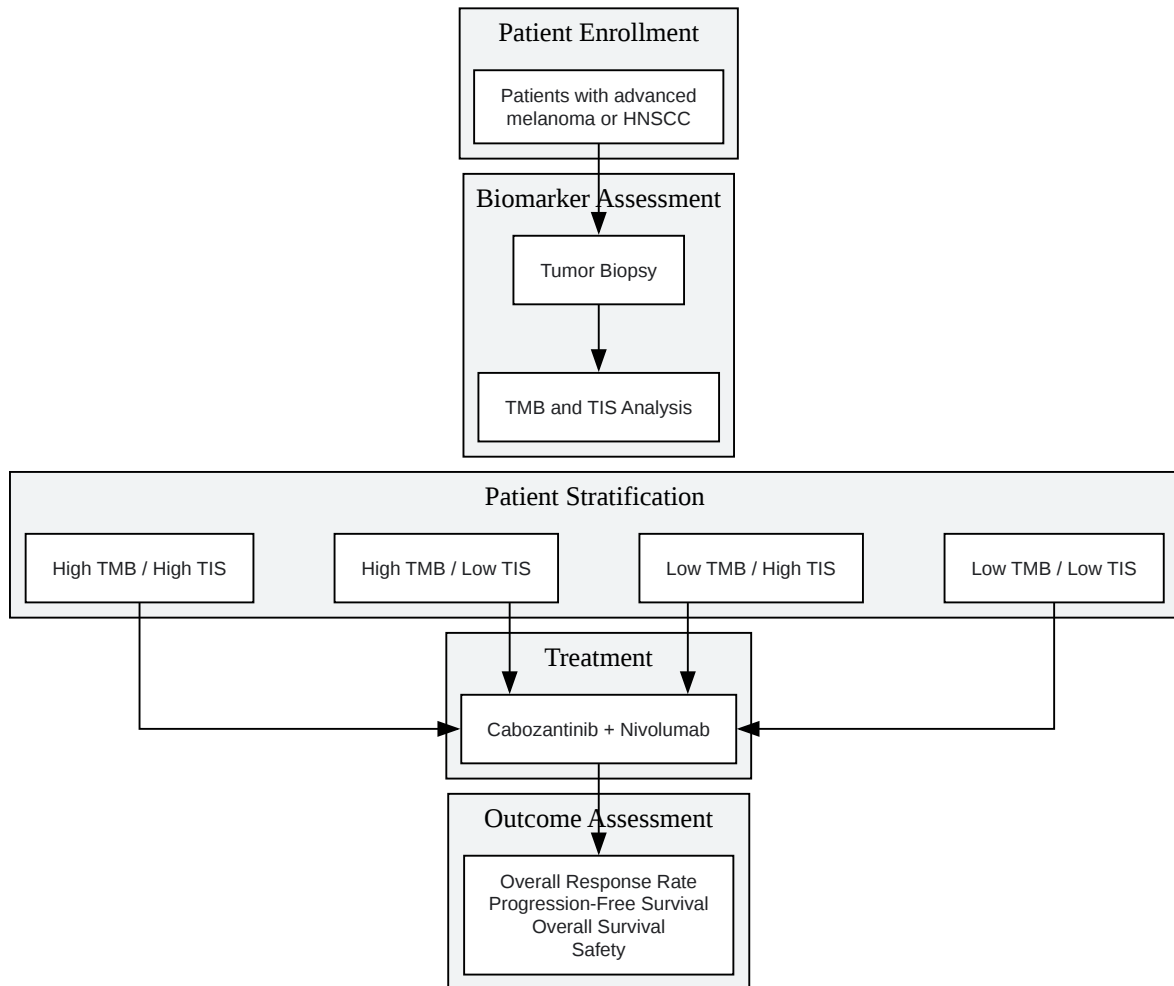 Patient Enrollment
Patients with advanced
melanoma or HNSCC
Biomarker Assessment
Tumor Biopsy
TMB and TIS Analysis
Patient Stratification
High TMB / High TIS
High TMB / Low TIS
Low TMB / High TIS
Low TMB / Low TIS
Treatment
Cabozantinib + Nivolumab
Outcome Assessment
Overall Response Rate
Progression-Free Survival
Overall Survival
Safety